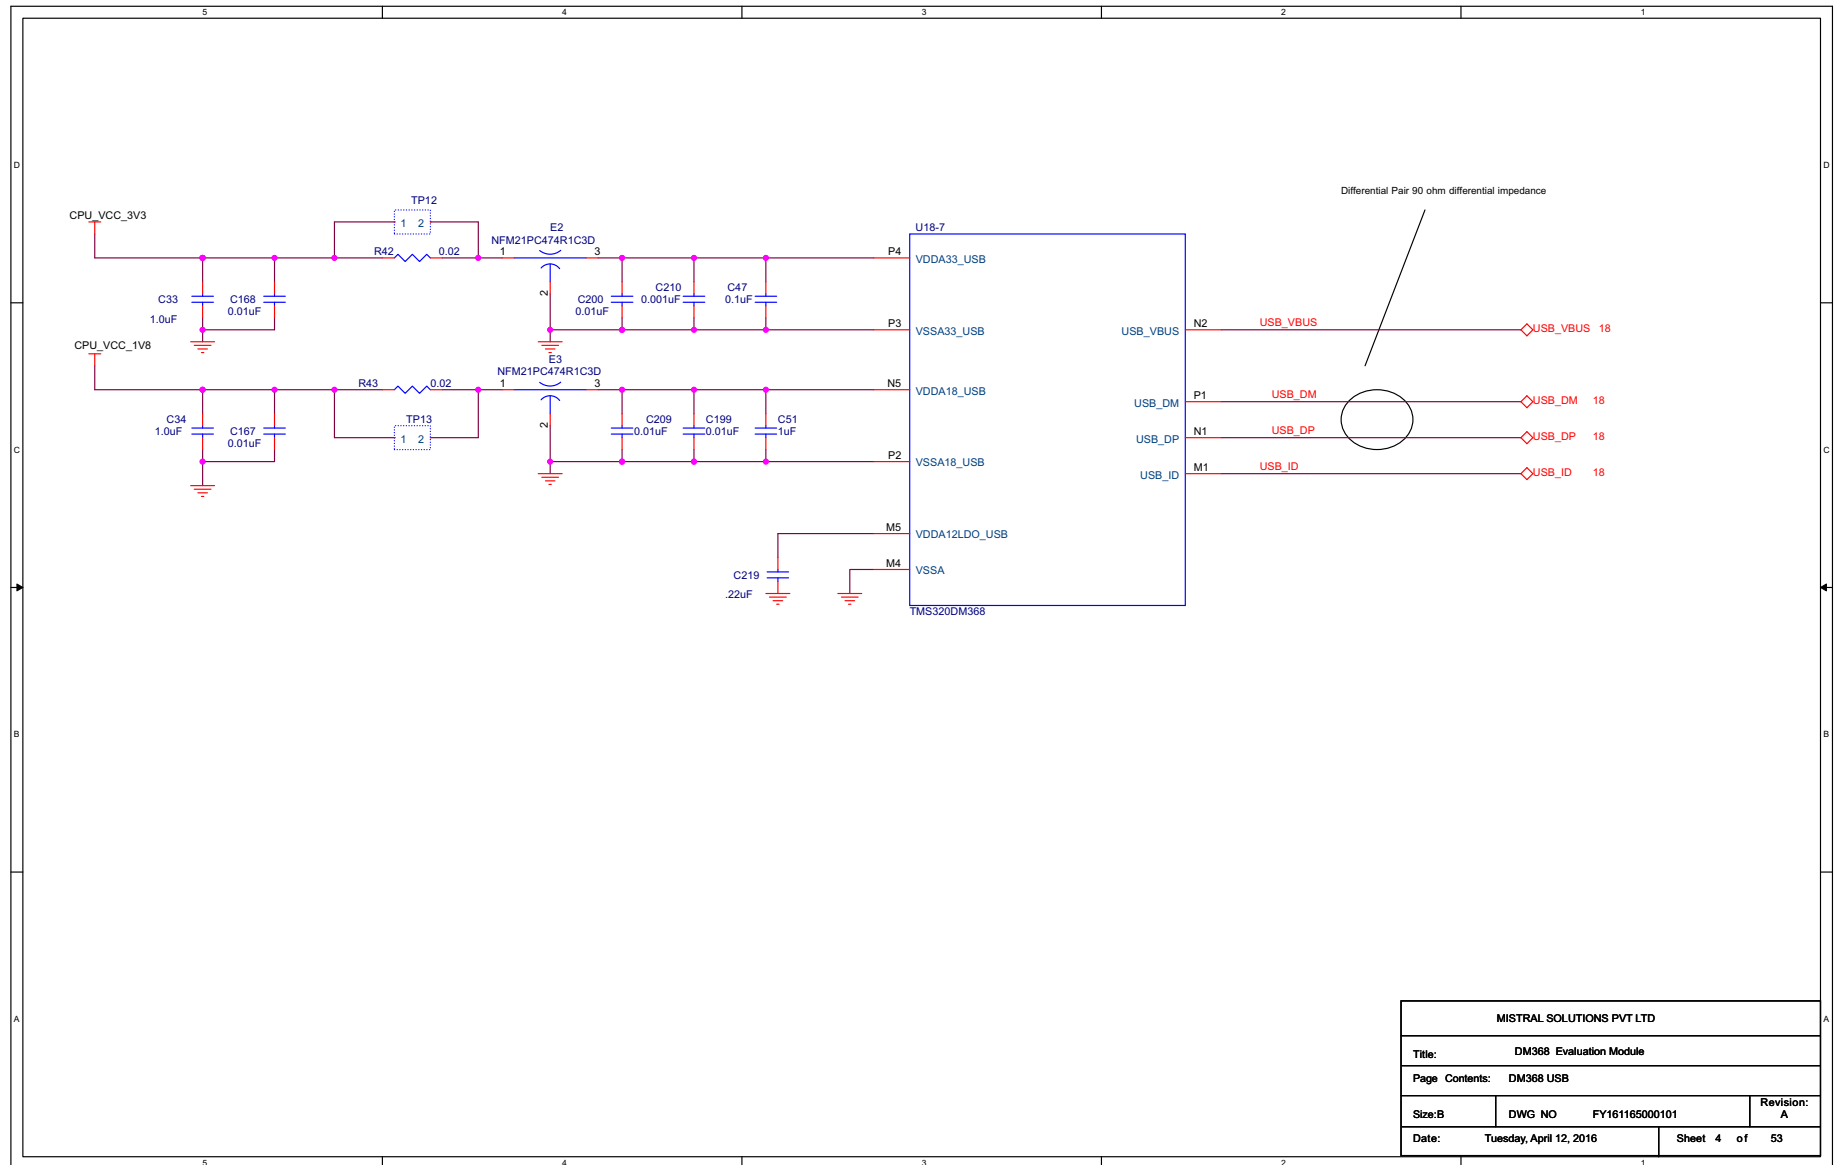 5 4 3 2 1
D D
Differential Pair 90 ohm differential impedance
TP12
1 2
CPU_VCC_3V3
R42 0.02
E2
NFM21PC474R1C3D
1 3
2
C33
1.0uF
C168
0.01uF
C200
0.01uF
C210
0.001uF
C47
0.1uF
U18-7
P4 VDDA33_USB
P3 VSSA33_USB
CPU_VCC_1V8
R43 0.02
TP13
1 2
E3
NFM21PC474R1C3D
1 3
2
C34
1.0uF
C167
0.01uF
C209
0.01uF
C199
0.01uF
C51
1uF
N5 VDDA18_USB
P2 VSSA18_USB
M5 VDDA12LDO_USB
M4 VSSA
C219
.22uF
TMS320DM368
USB_VBUS N2 USB_VBUS USB_VBUS 18
USB_DM P1 USB_DM USB_DM 18
USB_DP N1 USB_DP USB_DP 18
USB_ID M1 USB_ID USB_ID 18
C C
B B
A A
MISTRAL SOLUTIONS PVT LTD
Title: DM368 Evaluation Module
Page Contents: DM368 USB
Size:B DWG NO FY161165000101 Revision: A
Date: Tuesday, April 12, 2016 Sheet 4 of 53
5 4 3 2 1